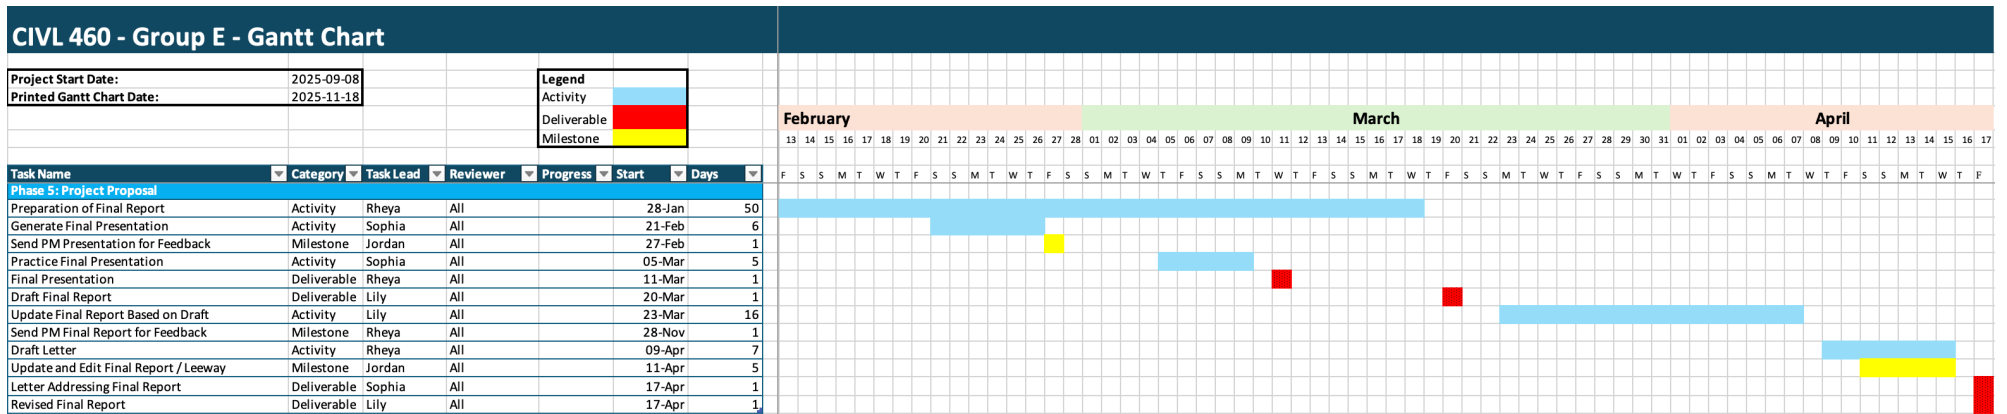 CIVL 460 - Group E - Gantt Chart
Project Start Date: 2025-09-08 Legend
Printed Gantt Chart Date: 2025-11-18 Activity
February March April
Deliverable
Milestone
13 14 15 16 17 18 19 20 21 22 23 24 25 26 27 28 01 02 03 04 05 06 07 08 09 10 11 12 13 14 15 16 17 18 19 20 21 22 23 24 25 26 27 28 29 30 31 01 02 03 04 05 06 07 08 09 10 11 12 13 14 15 16 17
Task Name Category Task Lead Reviewer Progress Start Days F S S M T W T F S S M T W T F S S M T W T F S S M T W T F S S M T W T F S S M T W T F S S M T W T F S S M T W T F S S M T W T F
Phase 5: Project Proposal
Preparation of Final Report Activity Rheya All 28-Jan 50
Generate Final Presentation Activity Sophia All 21-Feb 6
Send PM Presentation for Feedback Milestone Jordan All 27-Feb 1
Practice Final Presentation Activity Sophia All 05-Mar 5
Final Presentation Deliverable Rheya All 11-Mar 1
Draft Final Report Deliverable Lily All 20-Mar 1
Update Final Report Based on Draft Activity Lily All 23-Mar 16
Send PM Final Report for Feedback Milestone Rheya All 28-Nov 1
Draft Letter Activity Rheya All 09-Apr 7
Update and Edit Final Report / Leeway Milestone Jordan All 11-Apr 5
Letter Addressing Final Report Deliverable Sophia All 17-Apr 1
Revised Final Report Deliverable Lily All 17-Apr 1